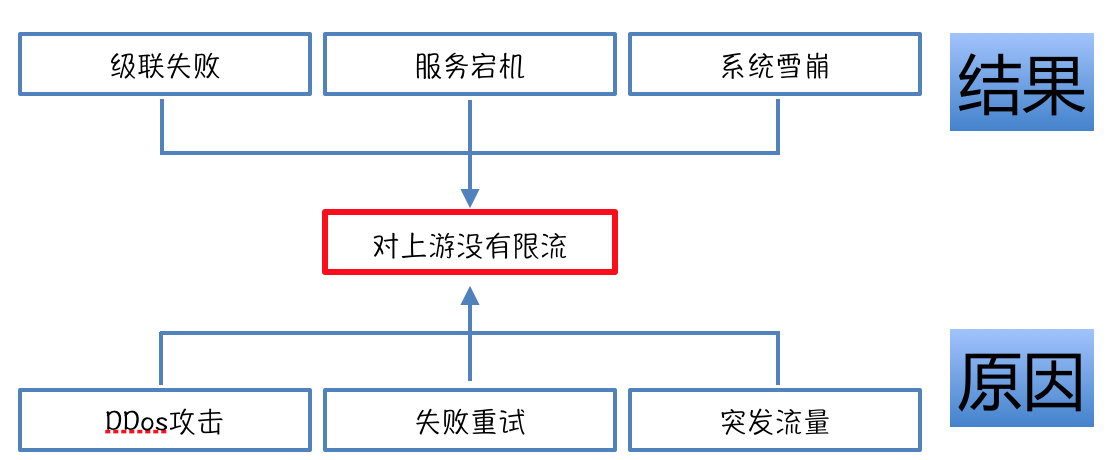 级联失败
服务宕机
系统雪崩
结果
对上游没有限流
原因
DDos攻击
失败重试
突发流量